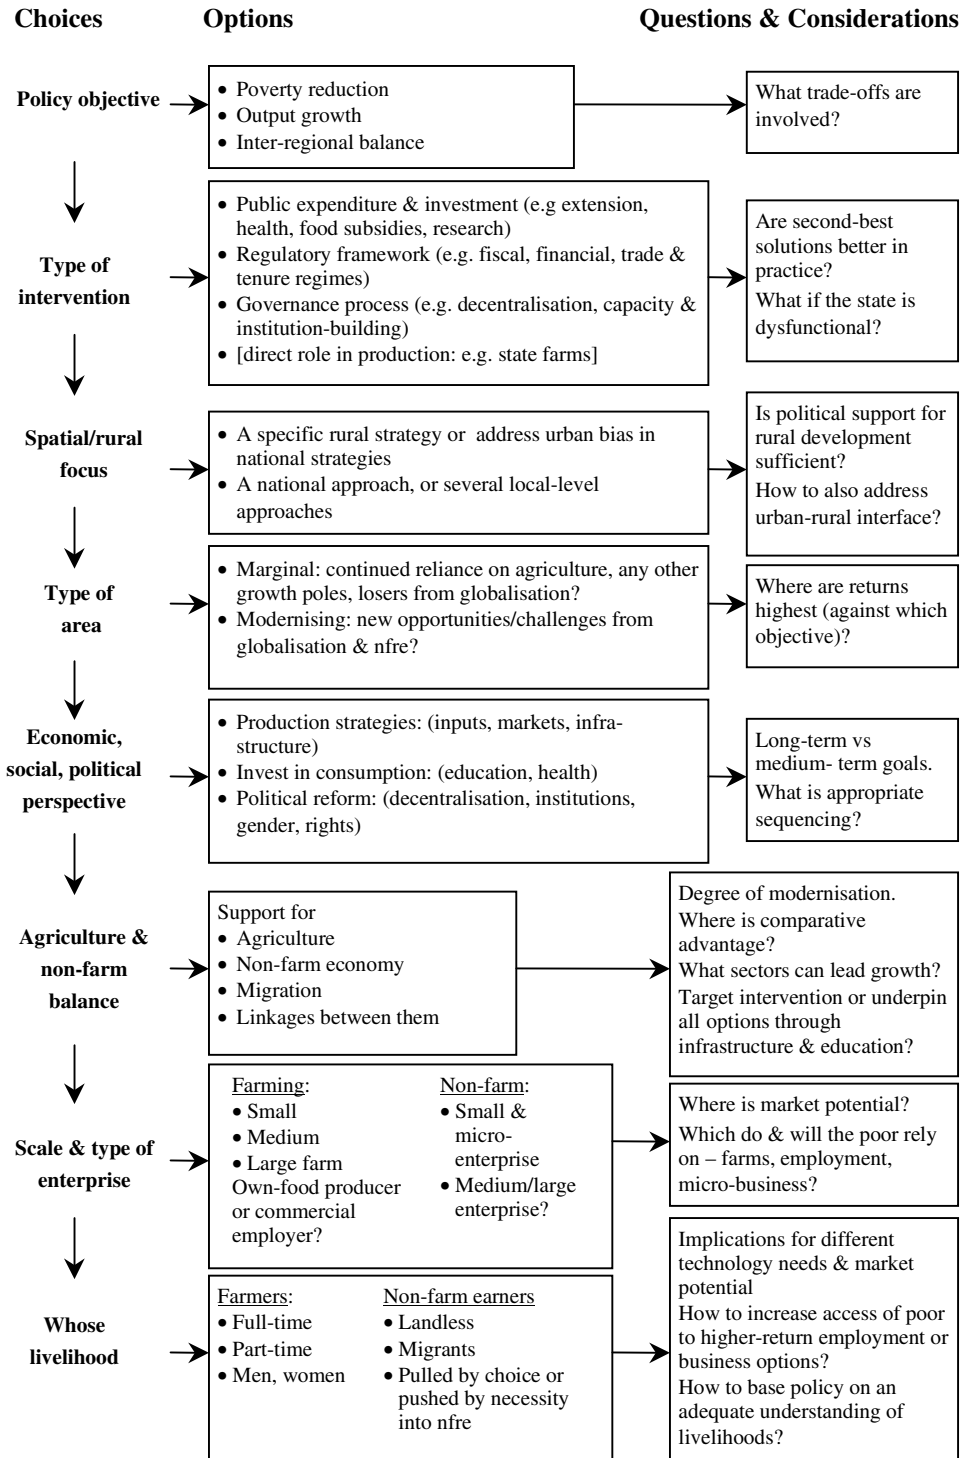 Choices Options Questions & Considerations
Policy objective
• Poverty reduction
• Output growth
• Inter-regional balance
What trade-offs are
involved?
Type of
intervention
• Public expenditure & investment (e.g extension,
health, food subsidies, research)
• Regulatory framework (e.g. fiscal, financial, trade &
tenure regimes)
• Governance process (e.g. decentralisation, capacity &
institution-building)
• [direct role in production: e.g. state farms]
Are second-best
solutions better in
practice?
What if the state is
dysfunctional?
Spatial/rural
focus
• A specific rural strategy or address urban bias in
national strategies
• A national approach, or several local-level
approaches
Is political support for
rural development
sufficient?
How to also address
urban-rural interface?
Type of
area
• Marginal: continued reliance on agriculture, any other
growth poles, losers from globalisation?
• Modernising: new opportunities/challenges from
globalisation & nfre?
Where are returns
highest (against which
objective)?
Economic,
social, political
perspective
• Production strategies: (inputs, markets, infra-
structure)
• Invest in consumption: (education, health)
• Political reform: (decentralisation, institutions,
gender, rights)
Long-term vs
medium- term goals.
What is appropriate
sequencing?
Agriculture &
non-farm
balance
Support for
• Agriculture
• Non-farm economy
• Migration
• Linkages between them
Degree of modernisation.
Where is comparative
advantage?
What sectors can lead growth?
Target intervention or underpin
all options through
infrastructure & education?
Scale & type of
enterprise
Farming:
• Small
• Medium
• Large farm
Own-food producer
or commercial
employer?
Non-farm:
• Small &
micro-
enterprise
• Medium/large
enterprise?
Where is market potential?
Which do & will the poor rely
on – farms, employment,
micro-business?
Whose
livelihood
Farmers:
• Full-time
• Part-time
• Men, women
Non-farm earners
• Landless
• Migrants
• Pulled by choice or
pushed by necessity
into nfre
Implications for different
technology needs & market
potential
How to increase access of poor
to higher-return employment or
business options?
How to base policy on an
adequate understanding of
livelihoods?